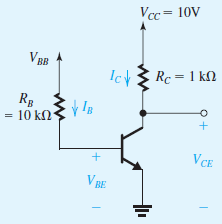 V_CC = 10V
V_BB
I_C
R_C = 1 kΩ
R_B
= 10 kΩ
I_B
+
+
V_CE
V_BE
–
–